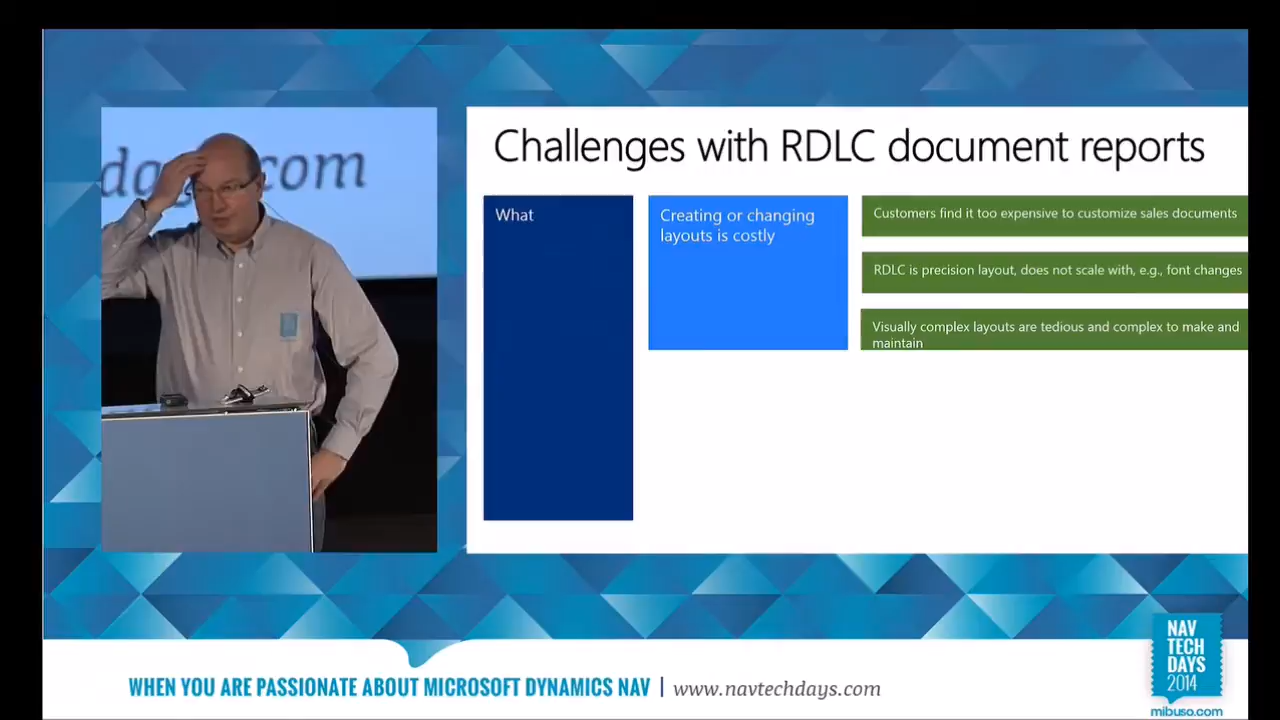 days.com
Challenges with RDLC document reports
What
Creating or changing
layouts is costly
Customers find it too expensive to customize sales documents
RDLC is precision layout, does not scale with, e.g., font changes
Visually complex layouts are tedious and complex to make and
maintain
WHEN YOU ARE PASSIONATE ABOUT MICROSOFT DYNAMICS NAV | www.navtechdays.com
NAV
TECH
DAYS
2014
mibuso.com